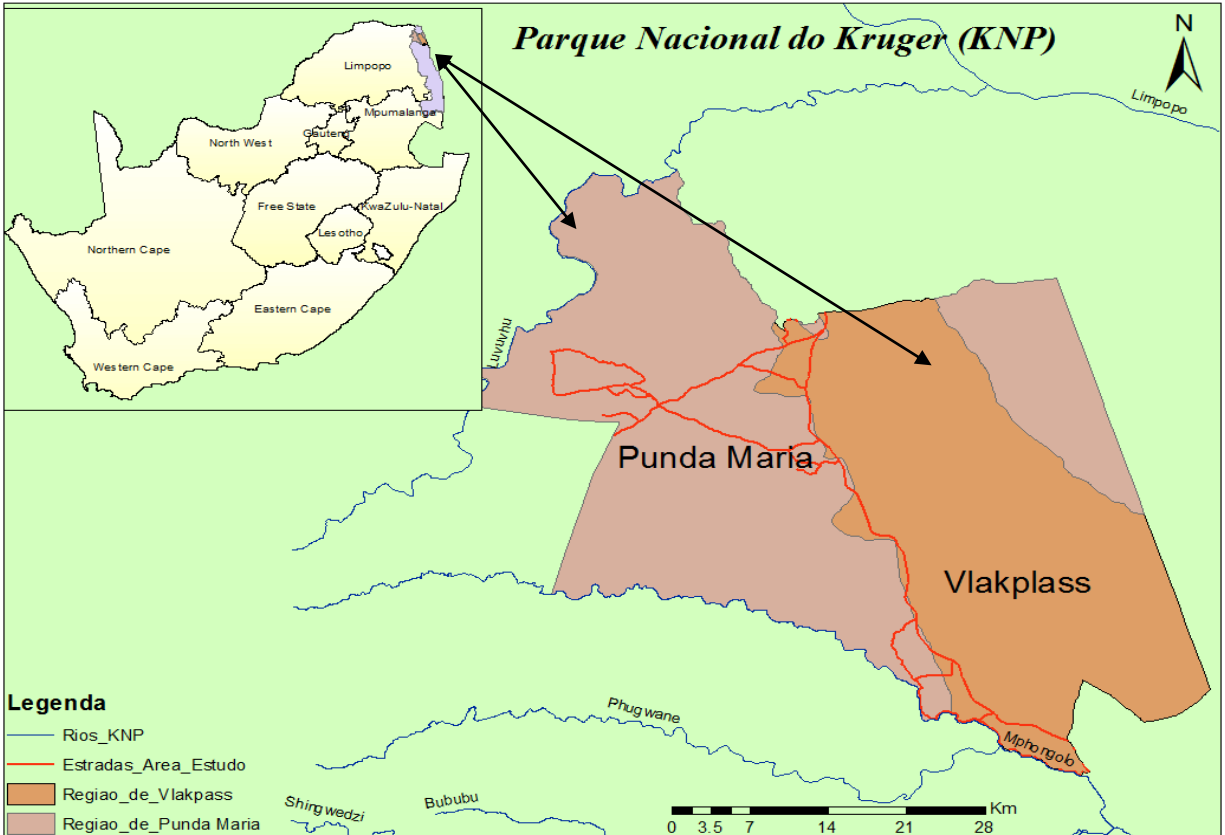 Parque Nacional do Kruger (KNP)
N
Limpopo
Limpopo
Mpumalanga
North West
Gauteng
Free State
KwaZulu-Natal
Lesotho
Northern Cape
Eastern Cape
Western Cape
Luvuvhu
Punda Maria
Vlakplass
Mphongolo
Phugwane
Bububu
Shingwedzi
Legenda
Rios_KNP
Estradas_Area_Estudo
Regiao_de_Vlakpass
Regiao_de_Punda Maria
Km
0 3.5 7 14 21 28